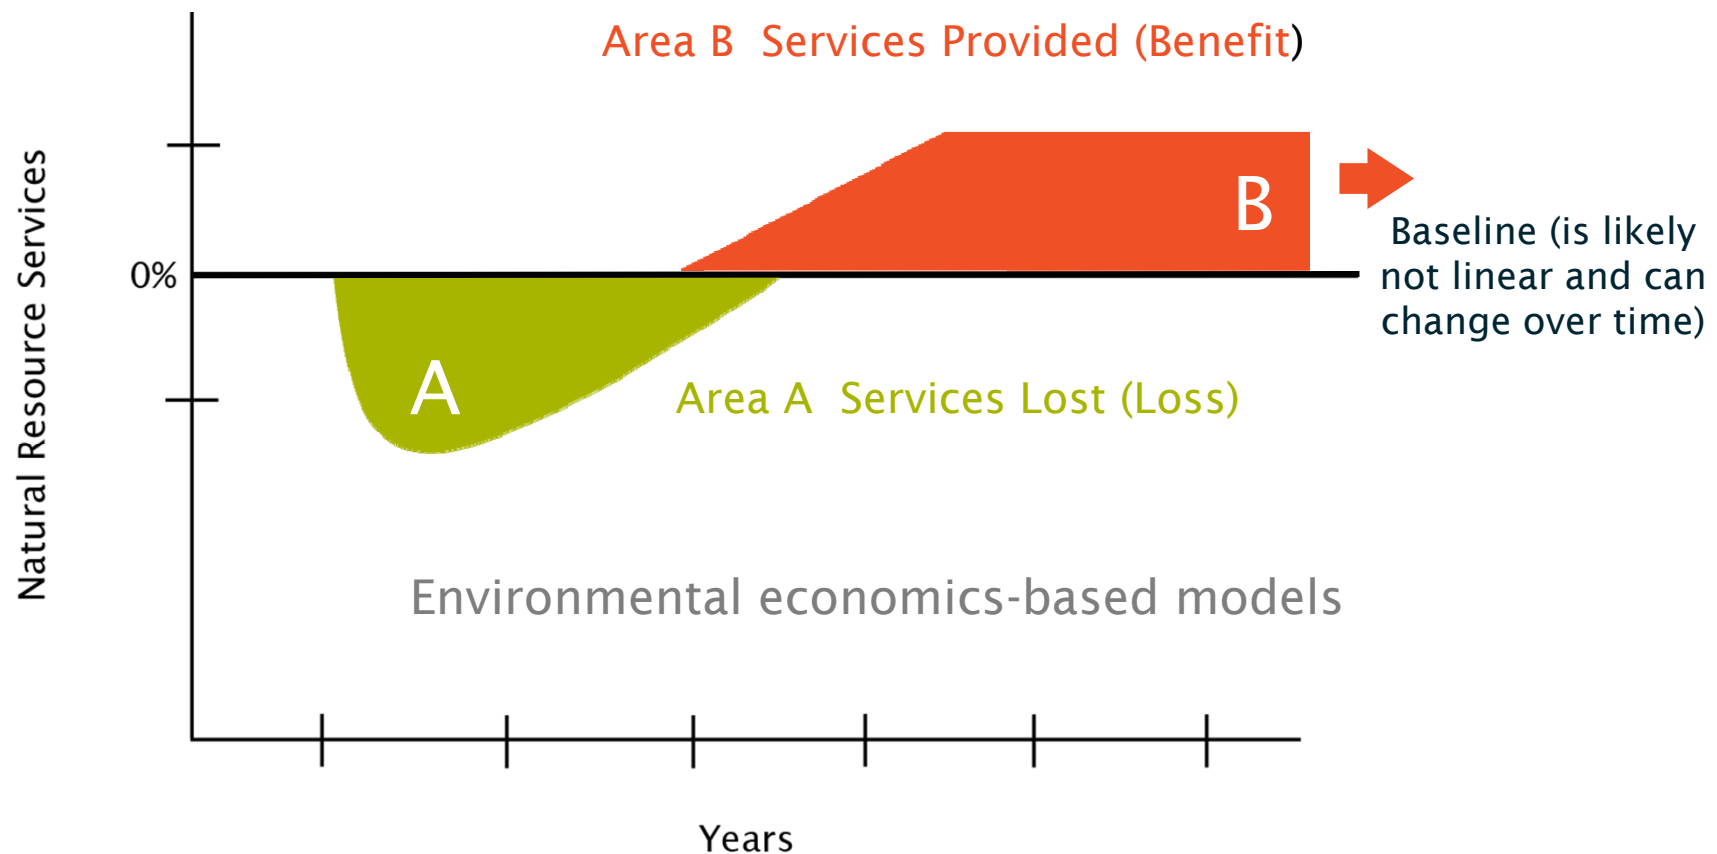 Area B  Services Provided (Benefit)
Natural Resource Services
B
Baseline (is likely
not linear and can
change over time)
0%
A
Area A  Services Lost (Loss)
Environmental economics-based models
Years